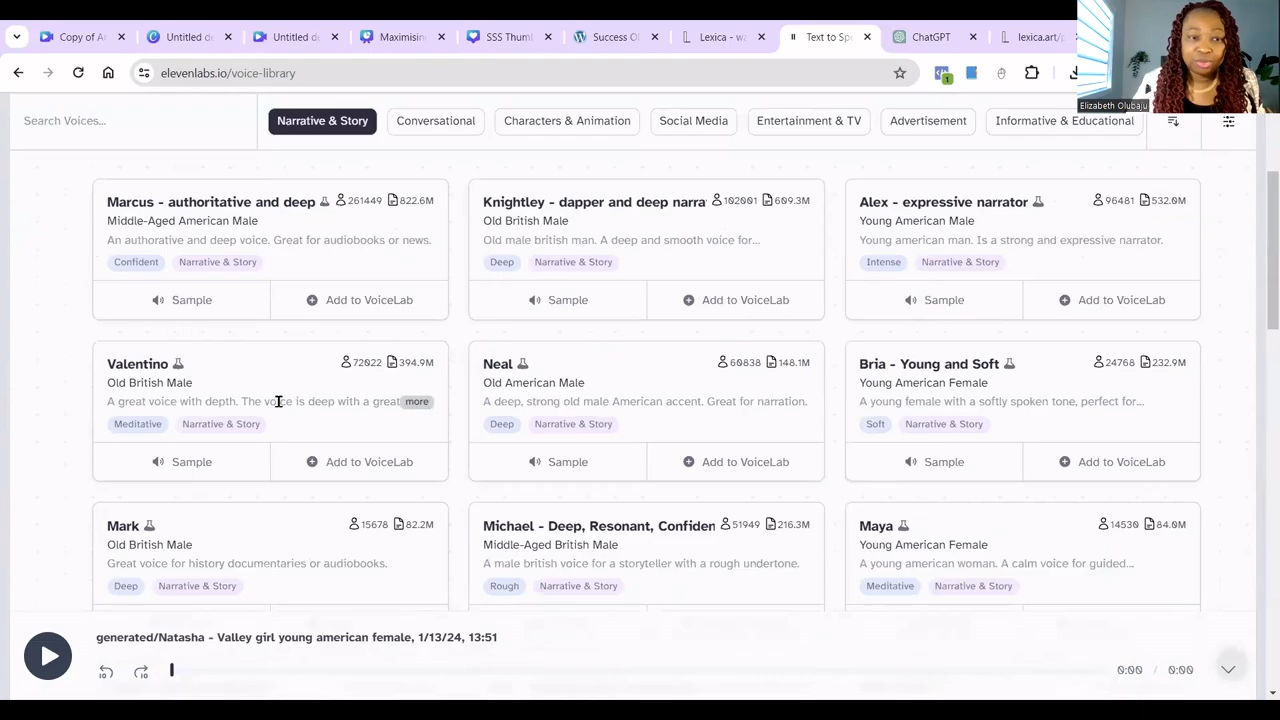 Copy of A
Untitled de
Untitled de
Maximising
SSS Thum
Success O
Lexica - wa
Text to Spe
ChatGPT
lexica.art/
elevenlabs.io/voice-library
1
Elizabeth Olubaju
Search Voices...
Narrative & Story
Conversational
Characters & Animation
Social Media
Entertainment & TV
Advertisement
Informative & Educational
Marcus - authoritative and deep 261449 822.6M
Middle-Aged American Male
An authorative and deep voice. Great for audiobooks or news.
Confident Narrative & Story
Sample Add to VoiceLab
Knightley - dapper and deep narra 102001 609.3M
Old British Male
Old male british man. A deep and smooth voice for...
Deep Narrative & Story
Sample Add to VoiceLab
Alex - expressive narrator 96481 532.0M
Young American Male
Young american man. Is a strong and expressive narrator.
Intense Narrative & Story
Sample Add to VoiceLab
Valentino 72022 394.9M
Old British Male
A great voice with depth. The voice is deep with a great more
Meditative Narrative & Story
Sample Add to VoiceLab
Neal 60838 148.1M
Old American Male
A deep, strong old male American accent. Great for narration.
Deep Narrative & Story
Sample Add to VoiceLab
Bria - Young and Soft 24768 232.9M
Young American Female
A young female with a softly spoken tone, perfect for...
Soft Narrative & Story
Sample Add to VoiceLab
Mark 15678 82.2M
Old British Male
Great voice for history documentaries or audiobooks.
Deep Narrative & Story
Michael - Deep, Resonant, Confiden 51949 216.3M
Middle-Aged British Male
A male british voice for a storyteller with a rough undertone.
Rough Narrative & Story
Maya 14530 84.0M
Young American Female
A young american woman. A calm voice for guided...
Meditative Narrative & Story
generated/Natasha - Valley girl young american female, 1/13/24, 13:51
10
10
0:00 / 0:00